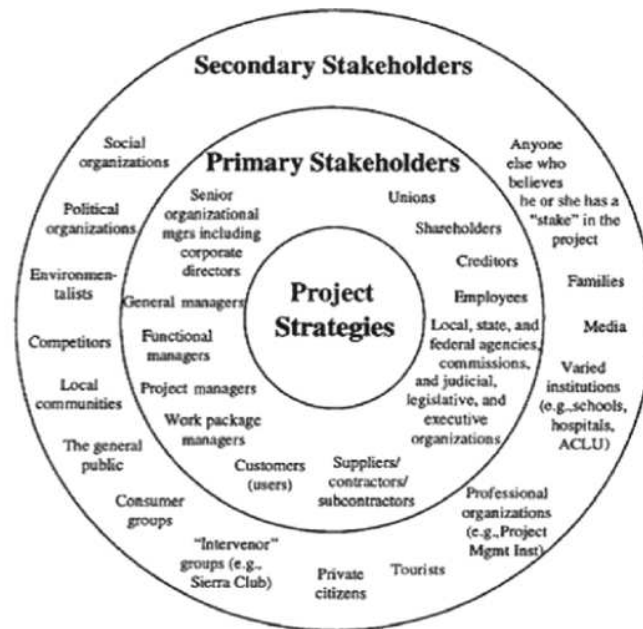 Secondary Stakeholders
Social
organizations
Political
organizations
Environmen-
talists
Competitors
Local
communities
The general
public
Consumer
groups
"Intervenor"
groups (e.g.,
Sierra Club)
Private
citizens
Tourists
Professional
organizations
(e.g.,Project
Mgmt Inst)
Varied
institutions
(e.g.,schools,
hospitals,
ACLU)
Media
Families
Anyone
else who
believes
he or she has a
"stake" in the
project
Primary Stakeholders
Senior
organizational
mgrs including
corporate
directors
General managers
Functional
managers
Project managers
Work package
managers
Customers
(users)
Suppliers/
contractors/
subcontractors
Local, state, and
federal agencies,
commissions,
and judicial,
legislative, and
executive
organizations
Employees
Creditors
Shareholders
Unions
Project
Strategies